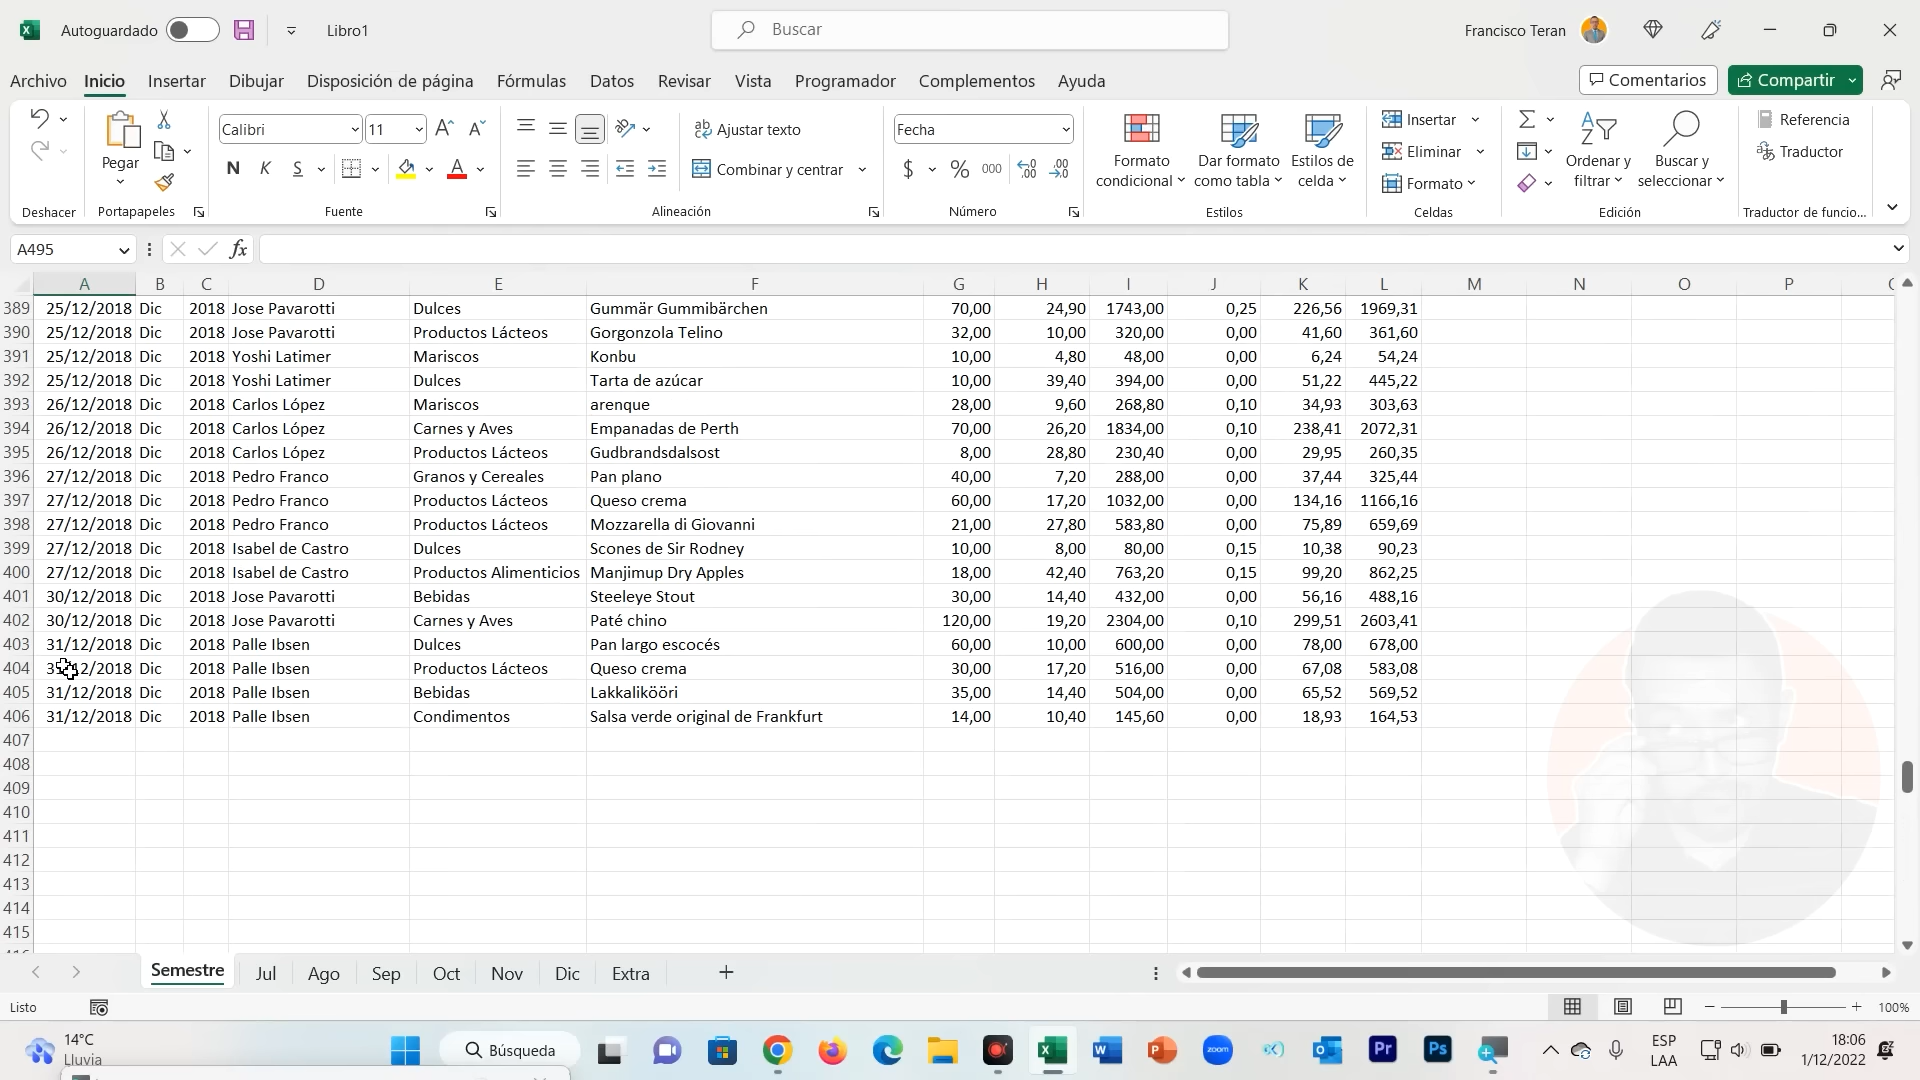 Autoguardado Libro1 Buscar Francisco Teran
Archivo Inicio Insertar Dibujar Disposición de página Fórmulas Datos Revisar Vista Programador Complementos Ayuda Comentarios Compartir
Pegar Calibri 11 Ajustar texto Fecha Formato Dar formato Estilos de Insertar Ordenar y Buscar y Referencia
N K S Combinar y centrar $ % 000 condicional como tabla celda Eliminar filtrar seleccionar Traductor
Formato
Deshacer Portapapeles Fuente Alineación Número Estilos Celdas Edición Traductor de funcio...
A495 fx
A B C D E F G H I J K L M N O P
389 25/12/2018 Dic 2018 Jose Pavarotti Dulces Gummär Gummibärchen 70,00 24,90 1743,00 0,25 226,56 1969,31
390 25/12/2018 Dic 2018 Jose Pavarotti Productos Lácteos Gorgonzola Telino 32,00 10,00 320,00 0,00 41,60 361,60
391 25/12/2018 Dic 2018 Yoshi Latimer Mariscos Konbu 10,00 4,80 48,00 0,00 6,24 54,24
392 25/12/2018 Dic 2018 Yoshi Latimer Dulces Tarta de azúcar 10,00 39,40 394,00 0,00 51,22 445,22
393 26/12/2018 Dic 2018 Carlos López Mariscos arenque 28,00 9,60 268,80 0,10 34,93 303,63
394 26/12/2018 Dic 2018 Carlos López Carnes y Aves Empanadas de Perth 70,00 26,20 1834,00 0,10 238,41 2072,31
395 26/12/2018 Dic 2018 Carlos López Productos Lácteos Gudbrandsdalsost 8,00 28,80 230,40 0,00 29,95 260,35
396 27/12/2018 Dic 2018 Pedro Franco Granos y Cereales Pan plano 40,00 7,20 288,00 0,00 37,44 325,44
397 27/12/2018 Dic 2018 Pedro Franco Productos Lácteos Queso crema 60,00 17,20 1032,00 0,00 134,16 1166,16
398 27/12/2018 Dic 2018 Pedro Franco Productos Lácteos Mozzarella di Giovanni 21,00 27,80 583,80 0,00 75,89 659,69
399 27/12/2018 Dic 2018 Isabel de Castro Dulces Scones de Sir Rodney 10,00 8,00 80,00 0,15 10,38 90,23
400 27/12/2018 Dic 2018 Isabel de Castro Productos Alimenticios Manjimup Dry Apples 18,00 42,40 763,20 0,15 99,20 862,25
401 30/12/2018 Dic 2018 Jose Pavarotti Bebidas Steeleye Stout 30,00 14,40 432,00 0,00 56,16 488,16
402 30/12/2018 Dic 2018 Jose Pavarotti Carnes y Aves Paté chino 120,00 19,20 2304,00 0,10 299,51 2603,41
403 31/12/2018 Dic 2018 Palle Ibsen Dulces Pan largo escocés 60,00 10,00 600,00 0,00 78,00 678,00
404 31/12/2018 Dic 2018 Palle Ibsen Productos Lácteos Queso crema 30,00 17,20 516,00 0,00 67,08 583,08
405 31/12/2018 Dic 2018 Palle Ibsen Bebidas Lakkalikööri 35,00 14,40 504,00 0,00 65,52 569,52
406 31/12/2018 Dic 2018 Palle Ibsen Condimentos Salsa verde original de Frankfurt 14,00 10,40 145,60 0,00 18,93 164,53
407
408
409
410
411
412
413
414
415
Semestre Jul Ago Sep Oct Nov Dic Extra
Listo 100%
14°C
Lluvia
Búsqueda
zoom
ESP
LAA
18:06
1/12/2022